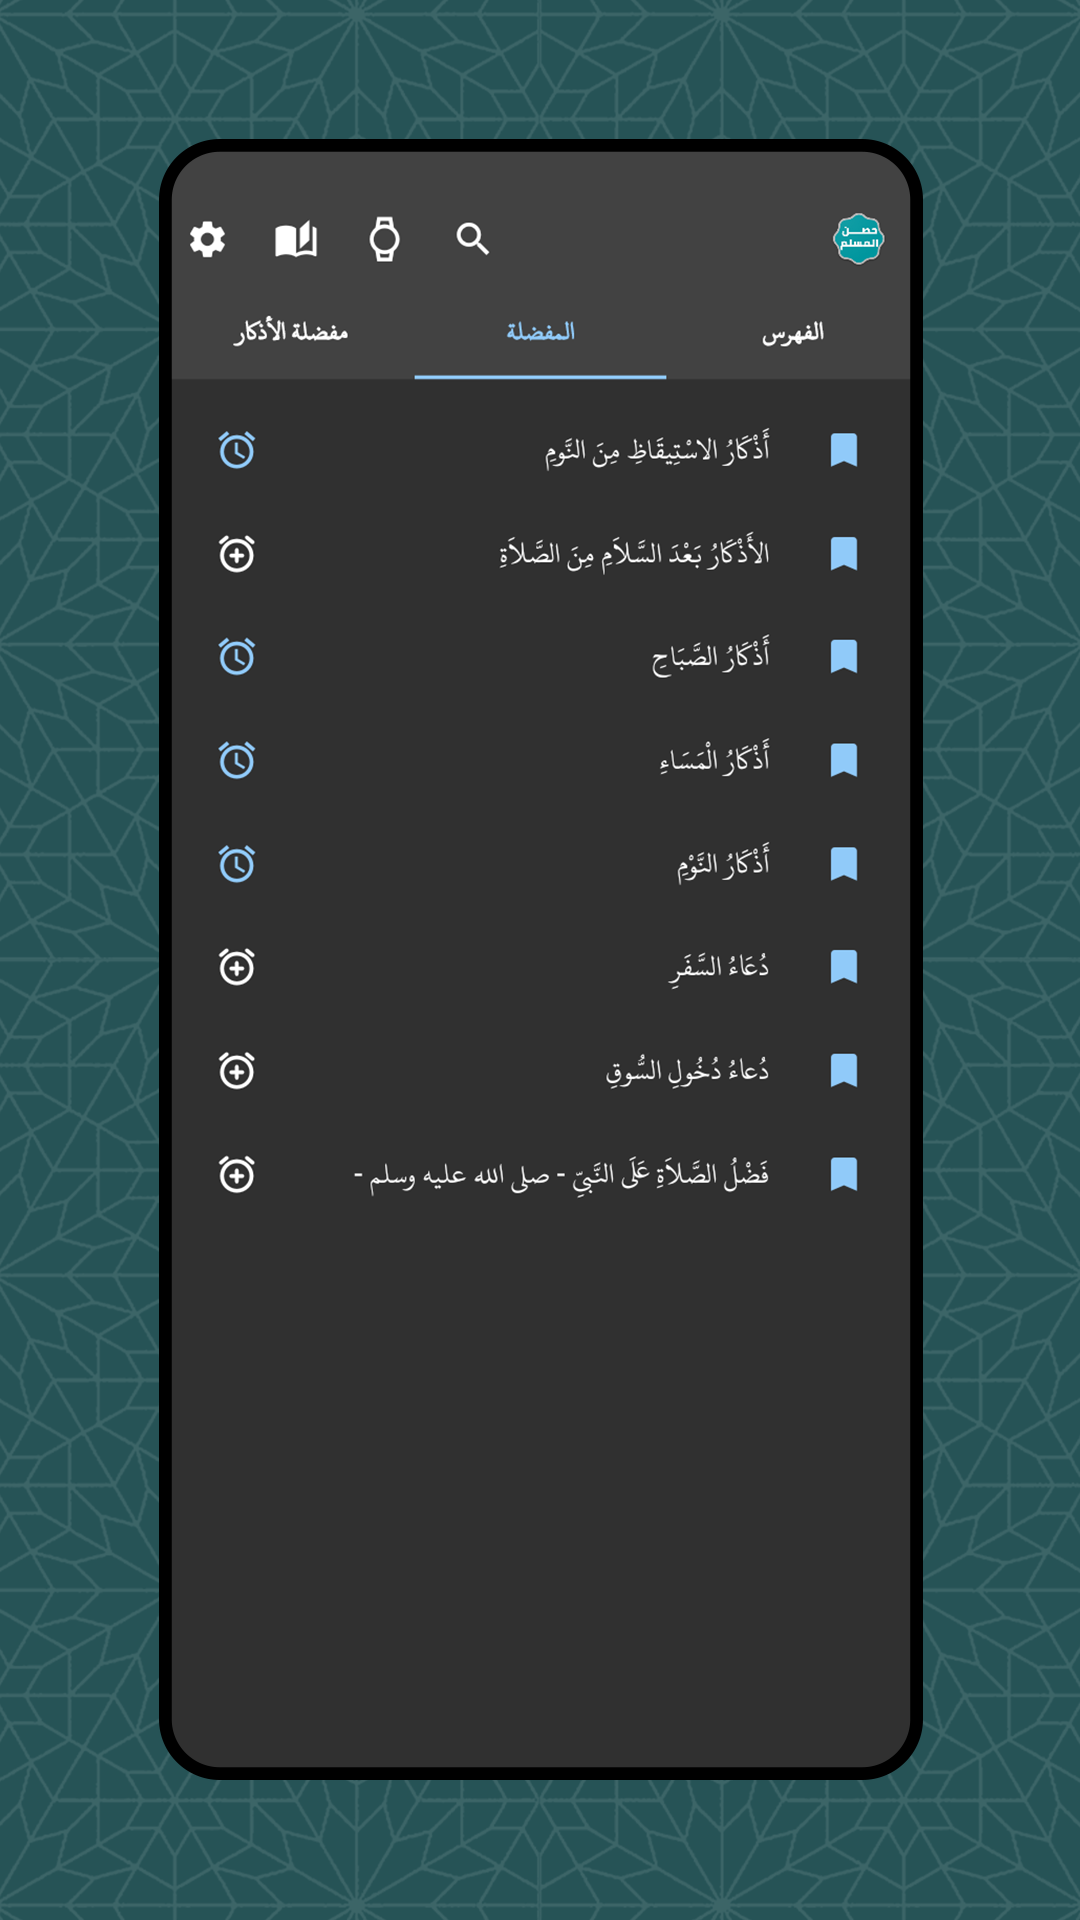 حصن
المسلم
الفهرس
المفضلة
مفضلة الأذكار
أَذْكَارُ الاسْتِيقَاظِ مِنَ النَّومِ
الأَذْكَارُ بَعْدَ السَّلاَمِ مِنَ الصَّلاَةِ
أَذْكَارُ الصَّبَاحِ
أَذْكَارُ الْمَسَاءِ
أَذْكَارُ النَّوْمِ
دُعَاءُ السَّفَرِ
دُعاءُ دُخُولِ السُّوقِ
فَضْلُ الصَّلاَةِ عَلَى النَّبِيِّ - صلى الله عليه وسلم -